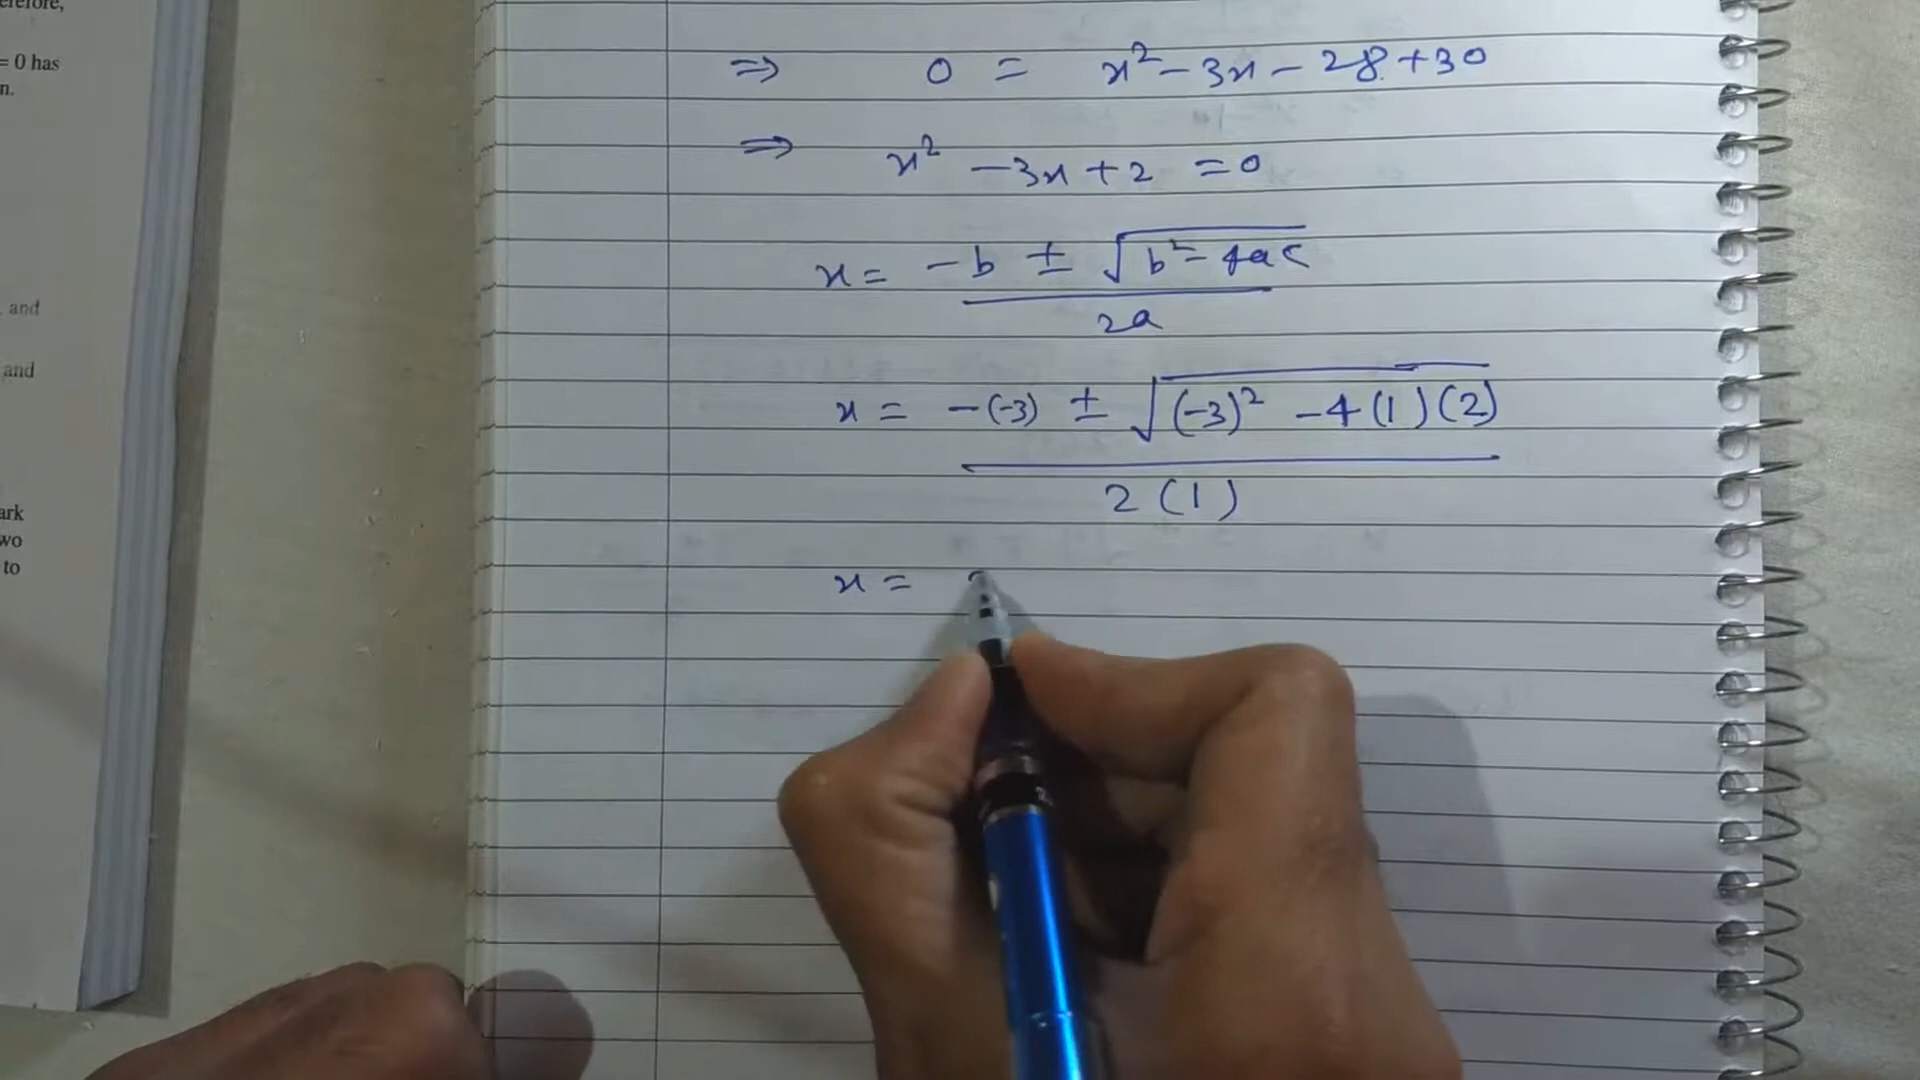 erefore,
= 0 has
n.
and
and
ark
wo
to
⇒ 0 = x² - 3x - 28 + 30
⇒ x² - 3x + 2 = 0
x = -b ± √(b² - 4ac)
2a
x = -(-3) ± √((-3)² - 4(1)(2))
2(1)
x =